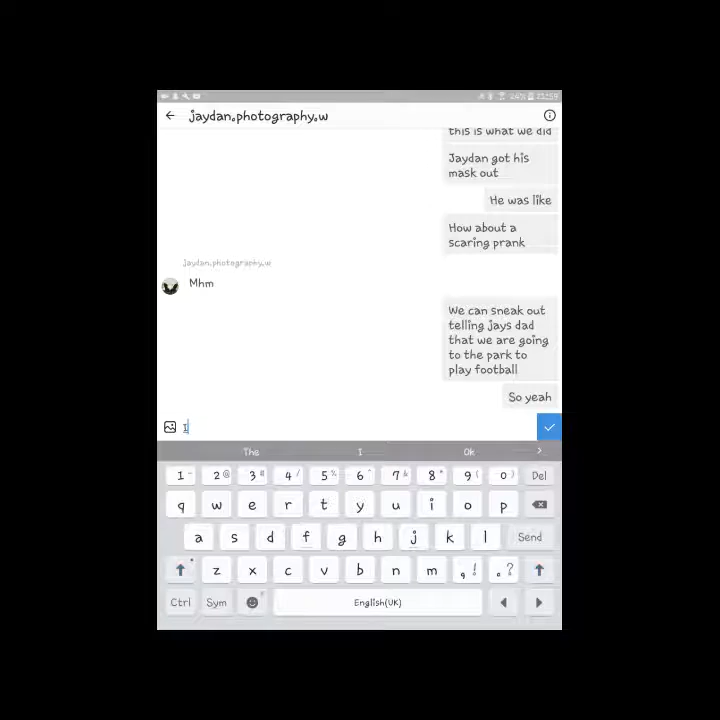 24% 21:59
jaydan.photography.w
this is what we did
Jaydan got his
mask out
He was like
How about a
scaring prank
jaydan.photography.w
Mhm
We can sneak out
telling jays dad
that we are going
to the park to
play football
So yeah
I
The I Ok
1 - 2 @ 3 # 4 / 5 % 6 ^ 7 & 8 * 9 ( 0 ) Del
q w e r t y u i o p
a s d f g h j k l Send
z x c v b n m , ! . ?
Ctrl Sym English(UK)